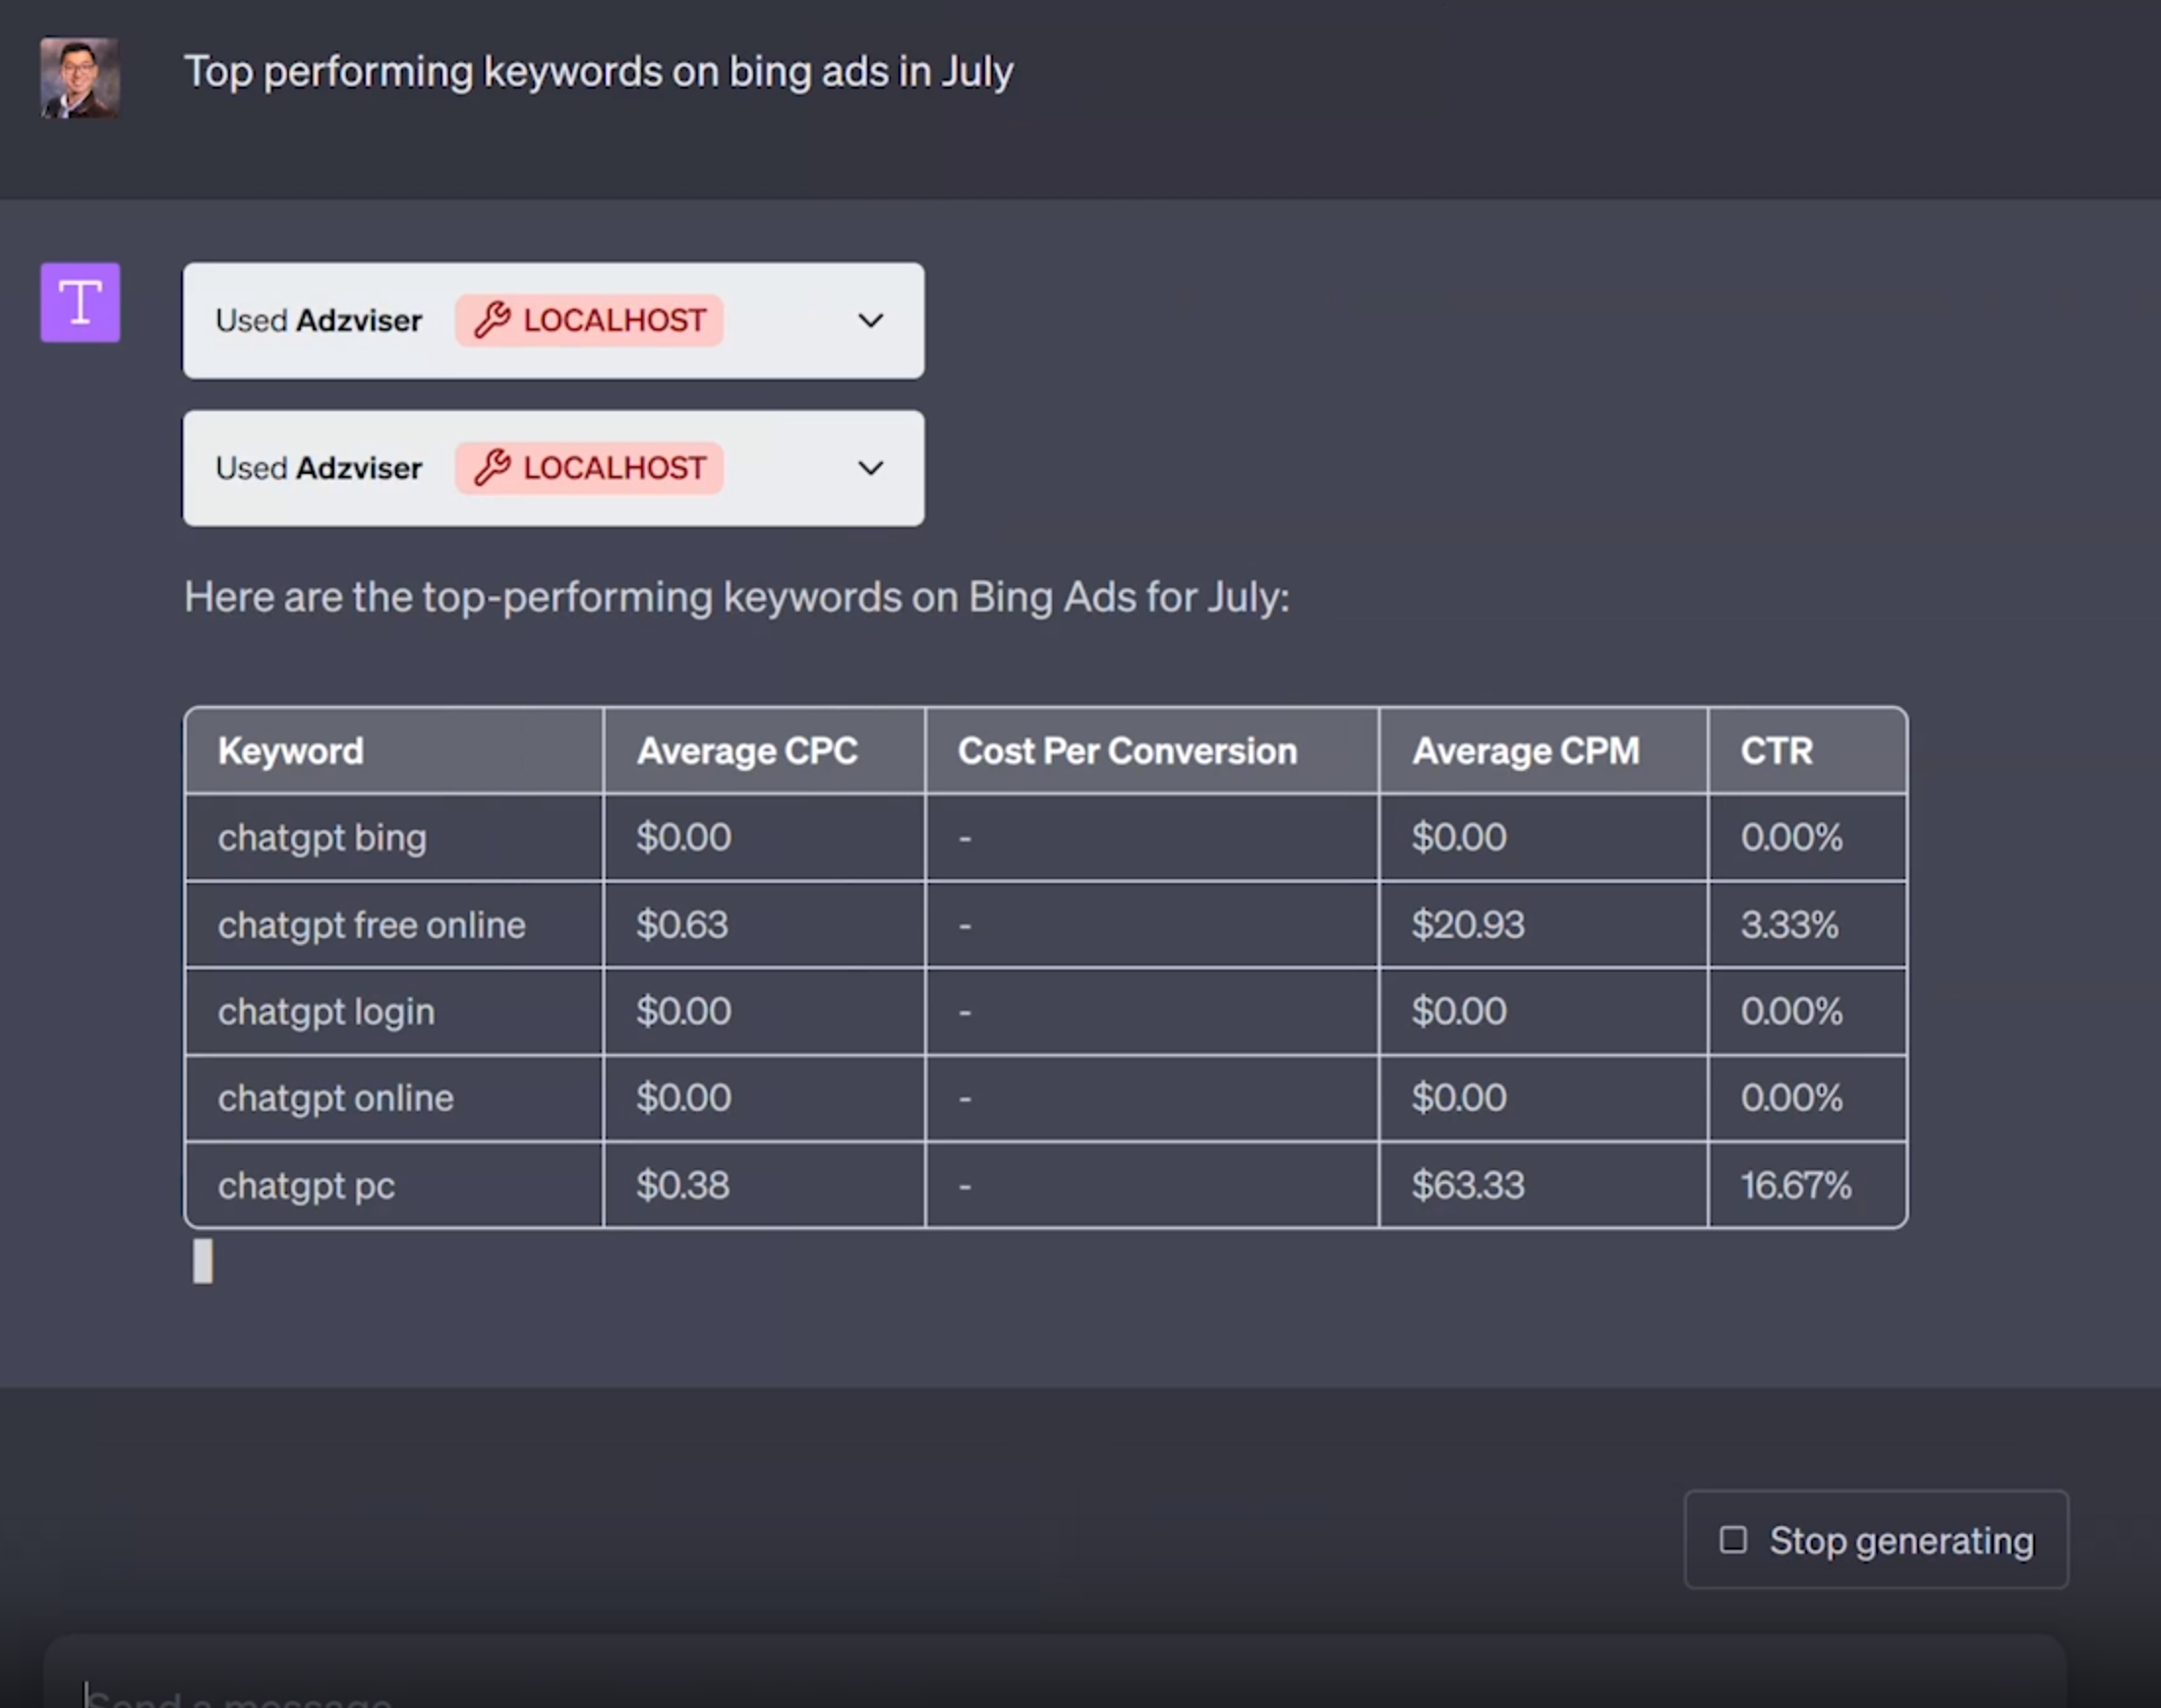 Top performing keywords on bing ads in July
T
Used Adzviser LOCALHOST
Used Adzviser LOCALHOST
Here are the top-performing keywords on Bing Ads for July:
Keyword Average CPC Cost Per Conversion Average CPM CTR
chatgpt bing $0.00 - $0.00 0.00%
chatgpt free online $0.63 - $20.93 3.33%
chatgpt login $0.00 - $0.00 0.00%
chatgpt online $0.00 - $0.00 0.00%
chatgpt pc $0.38 - $63.33 16.67%
Stop generating
Send a message